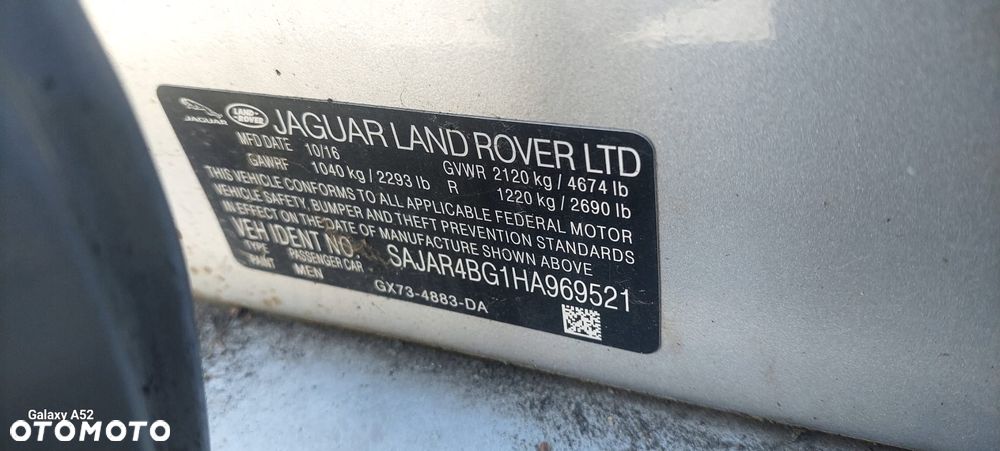 JAGUAR
LAND-
ROVER
JAGUAR LAND ROVER LTD
MFD DATE 10/16 GVWR 2120 kg / 4674 lb
GAWRF 1040 kg / 2293 lb R 1220 kg / 2690 lb
THIS VEHICLE CONFORMS TO ALL APPLICABLE FEDERAL MOTOR
VEHICLE SAFETY, BUMPER AND THEFT PREVENTION STANDARDS
IN EFFECT ON THE DATE OF MANUFACTURE SHOWN ABOVE
VEH IDENT NO. SAJAR4BG1HA969521
TYPE PASSENGER CAR
PAINT MEN
GX73-4883-DA
Galaxy A52
OTOMOTO